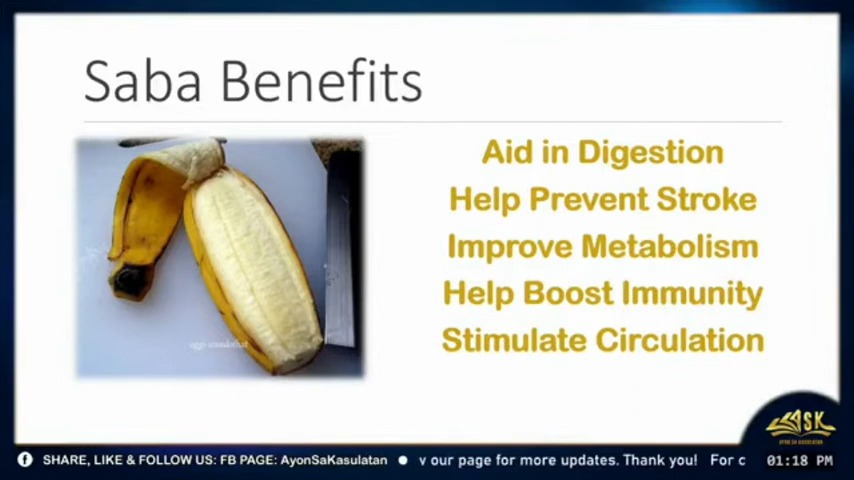 Saba Benefits
Aid in Digestion
Help Prevent Stroke
Improve Metabolism
Help Boost Immunity
Stimulate Circulation
ASK
SHARE, LIKE & FOLLOW US: FB PAGE: AyonSaKasulatan ● v our page for more updates. Thank you! For c
01:18 PM